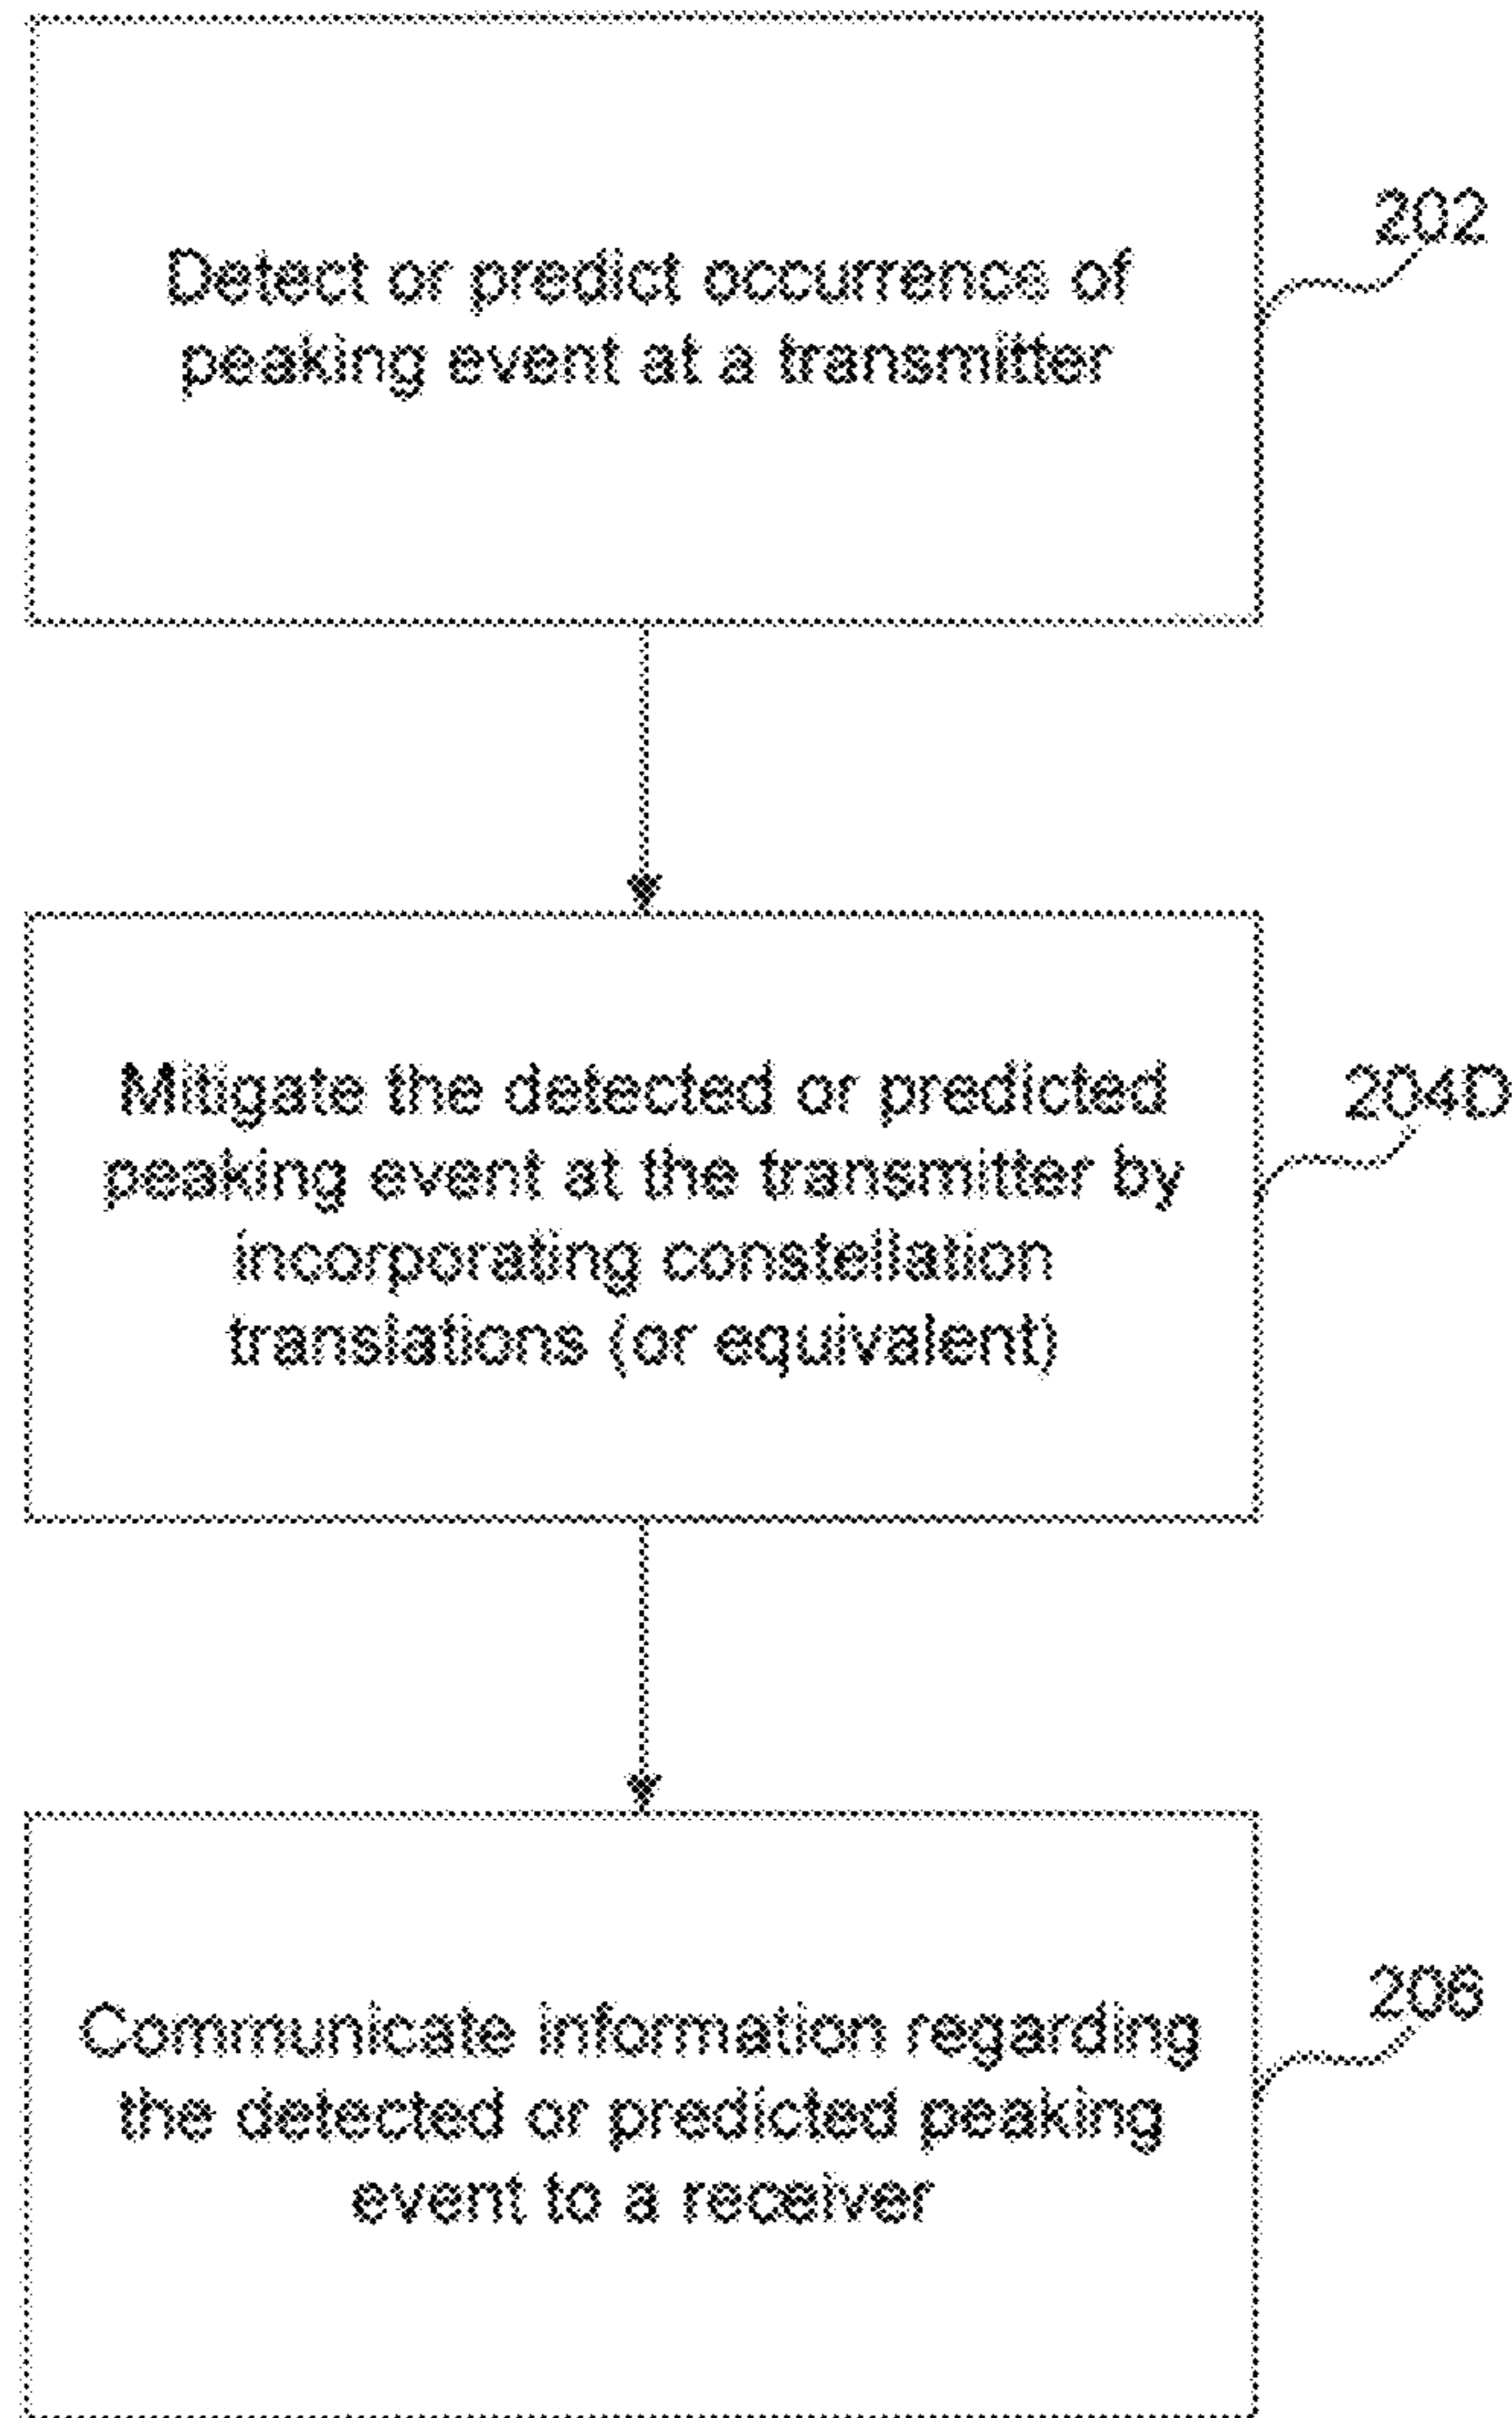 Detect or predict occurrence of
peaking event at a transmitter
202
Mitigate the detected or predicted
peaking event at the transmitter by
incorporating constellation
translations (or equivalent)
204D
Communicate information regarding
the detected or predicted peaking
event to a receiver
206